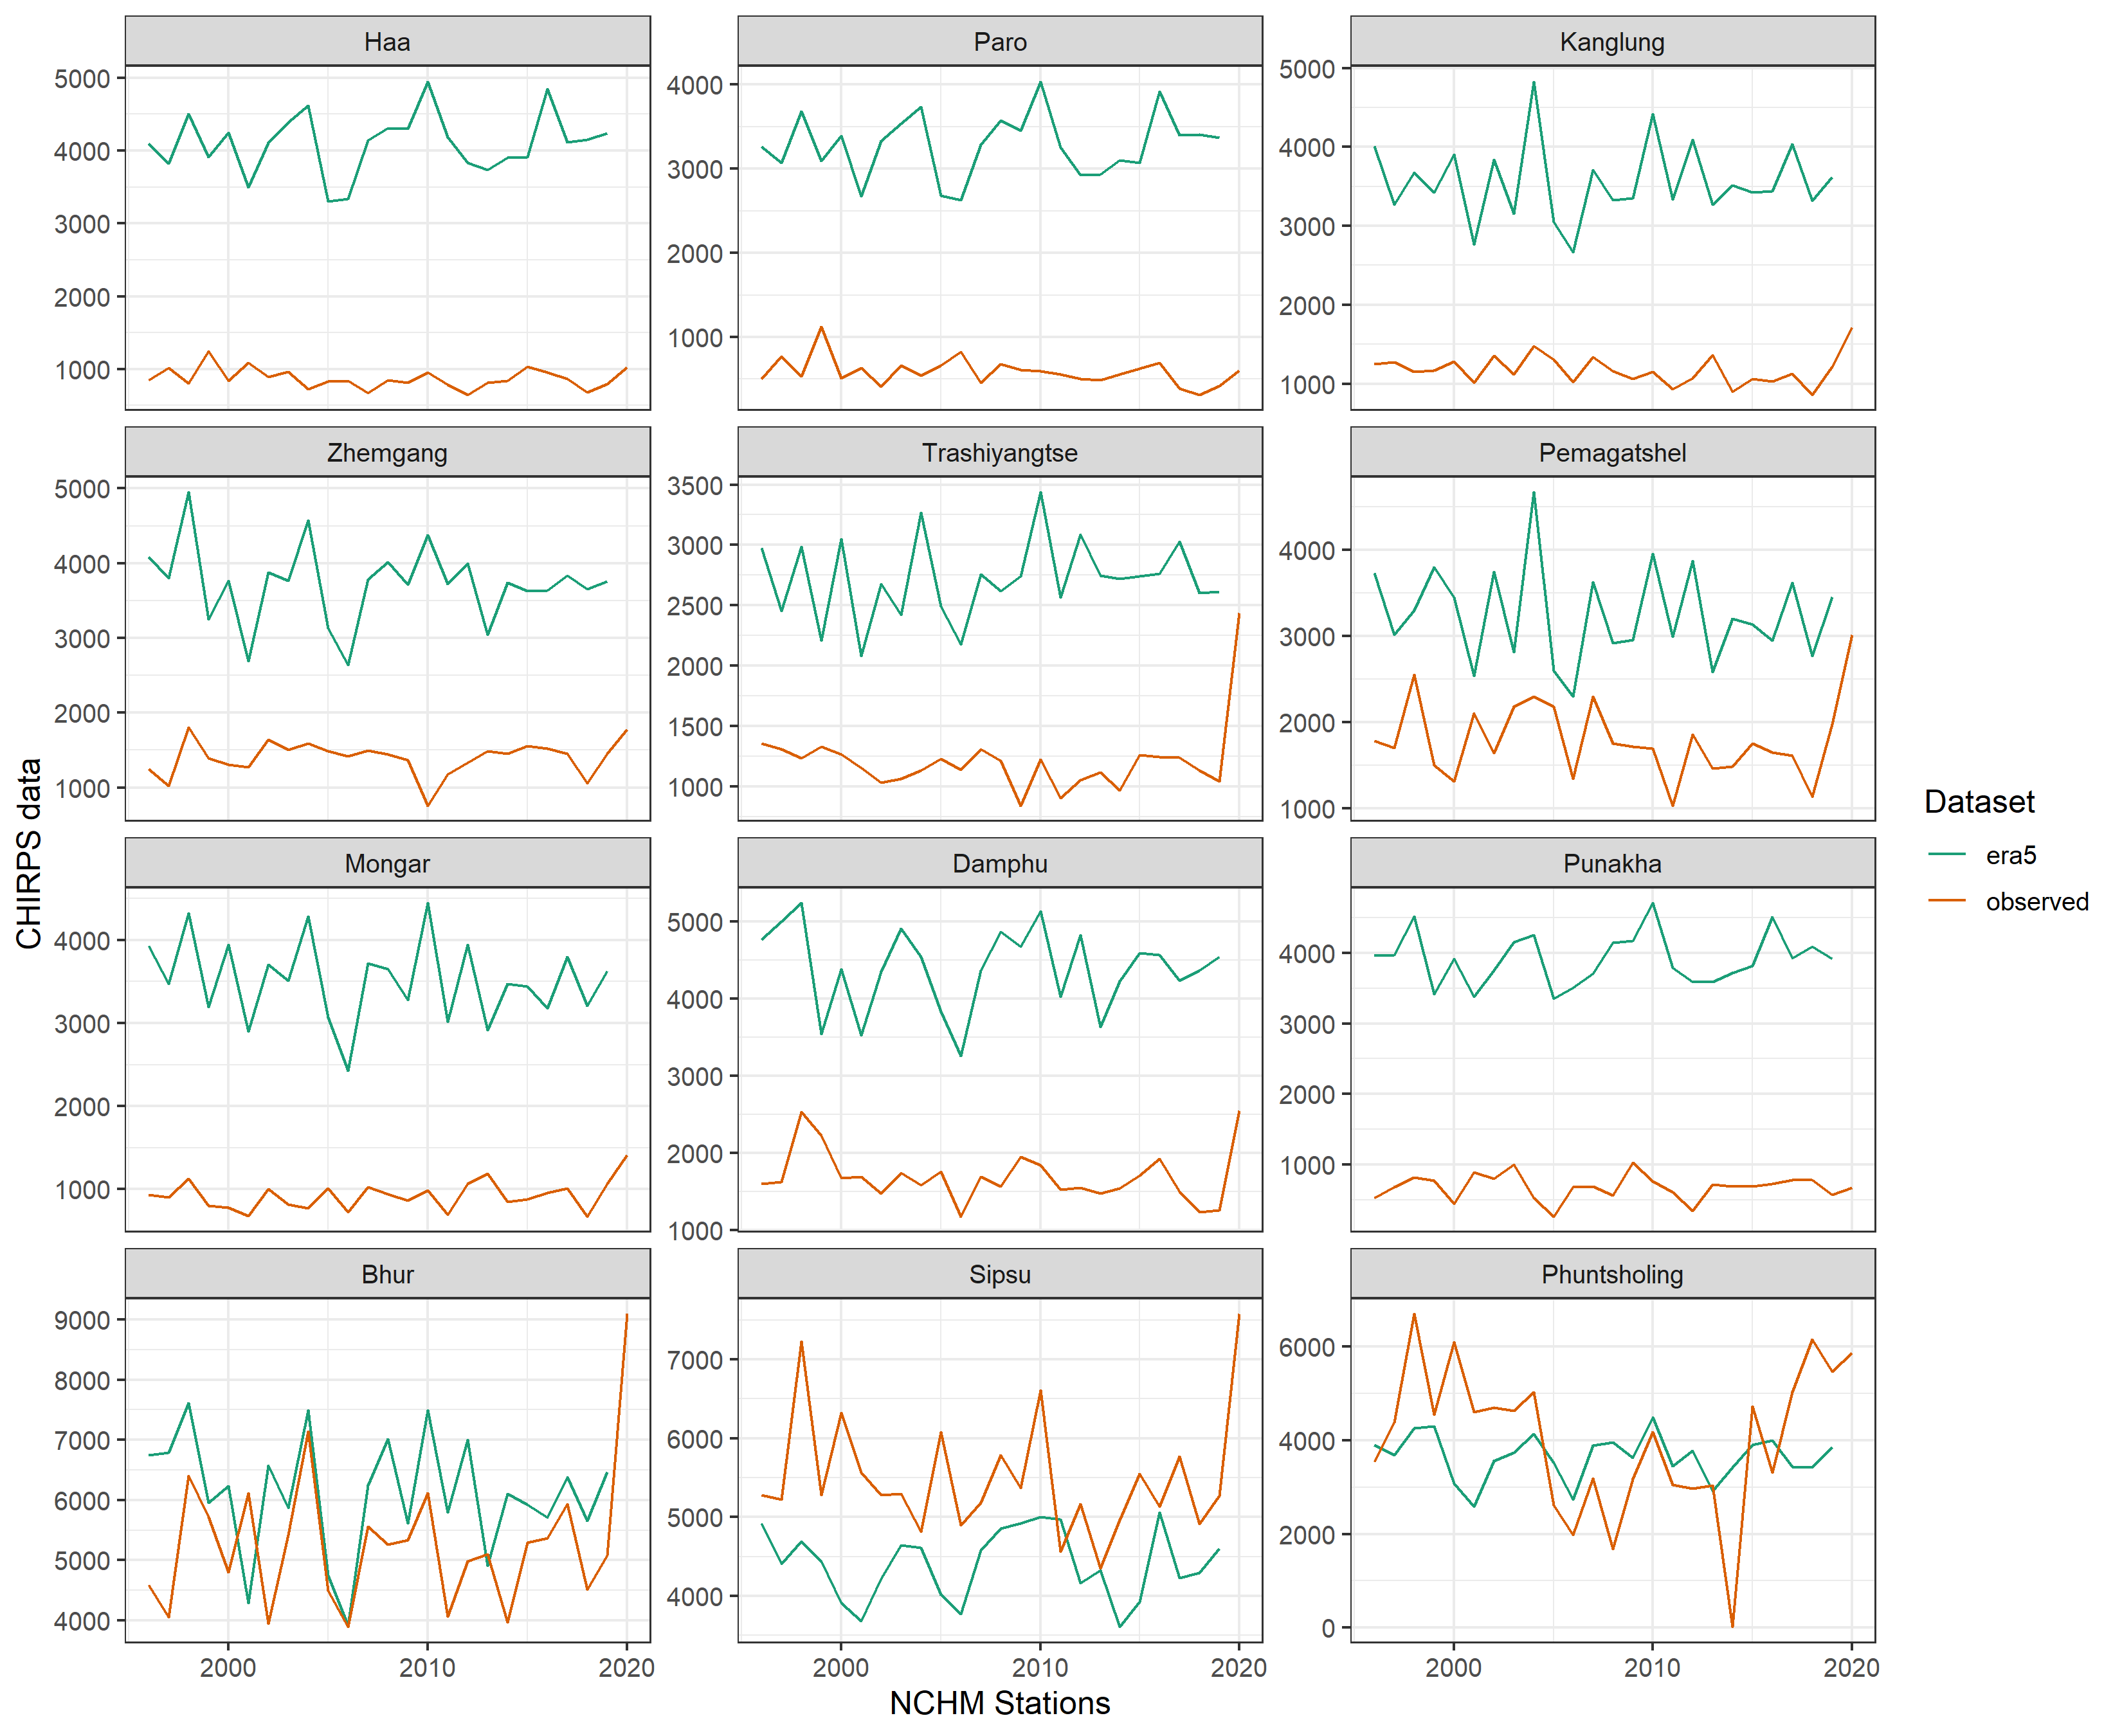 Haa
Paro
Kanglung
5000
4000
3000
2000
1000
4000
3000
2000
1000
5000
4000
3000
2000
1000
Zhemgang
Trashiyangtse
Pemagatshel
5000
4000
3000
2000
1000
3500
3000
2500
2000
1500
1000
4000
3000
2000
1000
Mongar
Damphu
Punakha
4000
3000
2000
1000
5000
4000
3000
2000
1000
4000
3000
2000
1000
Bhur
Sipsu
Phuntsholing
9000
8000
7000
6000
5000
4000
7000
6000
5000
4000
6000
4000
2000
0
2000 2010 2020
2000 2010 2020
2000 2010 2020
NCHM Stations
CHIRPS data
Dataset
era5
observed